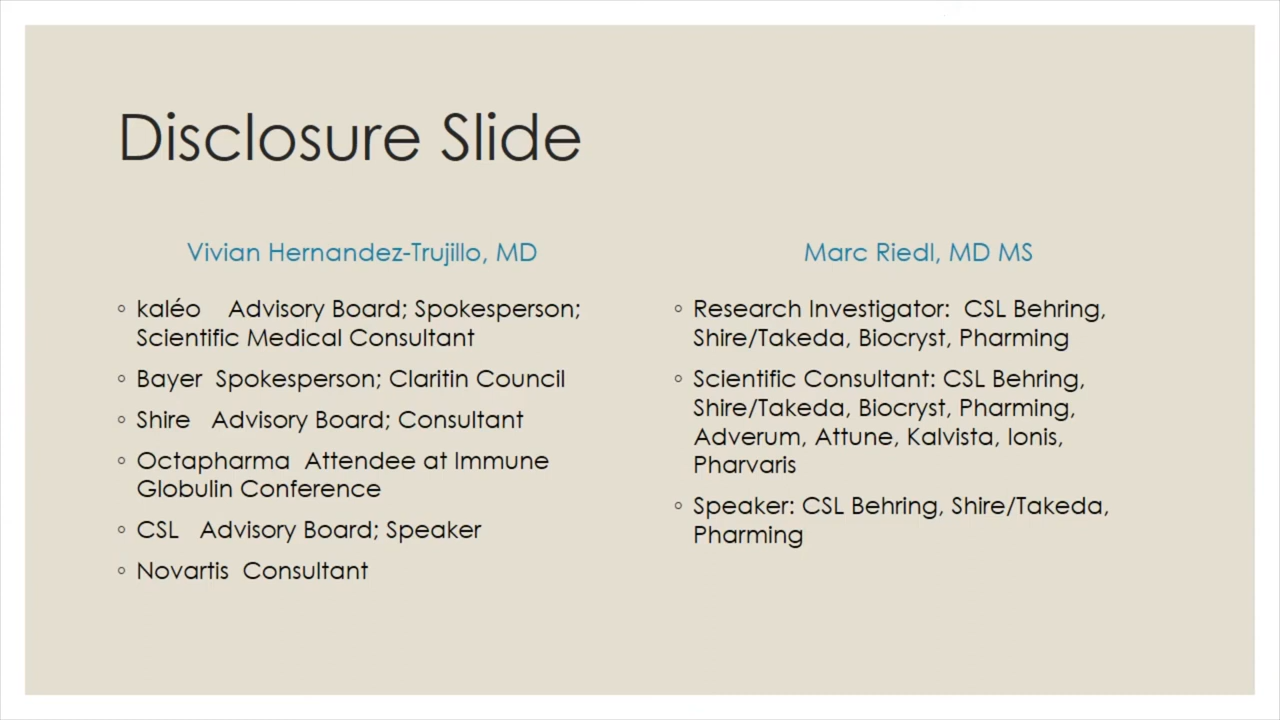 Disclosure Slide
Vivian Hernandez-Trujillo, MD
◦ kaléo Advisory Board; Spokesperson;
Scientific Medical Consultant
◦ Bayer Spokesperson; Claritin Council
◦ Shire Advisory Board; Consultant
◦ Octapharma Attendee at Immune
Globulin Conference
◦ CSL Advisory Board; Speaker
◦ Novartis Consultant
Marc Riedl, MD MS
◦ Research Investigator: CSL Behring,
Shire/Takeda, Biocryst, Pharming
◦ Scientific Consultant: CSL Behring,
Shire/Takeda, Biocryst, Pharming,
Adverum, Attune, Kalvista, Ionis,
Pharvaris
◦ Speaker: CSL Behring, Shire/Takeda,
Pharming